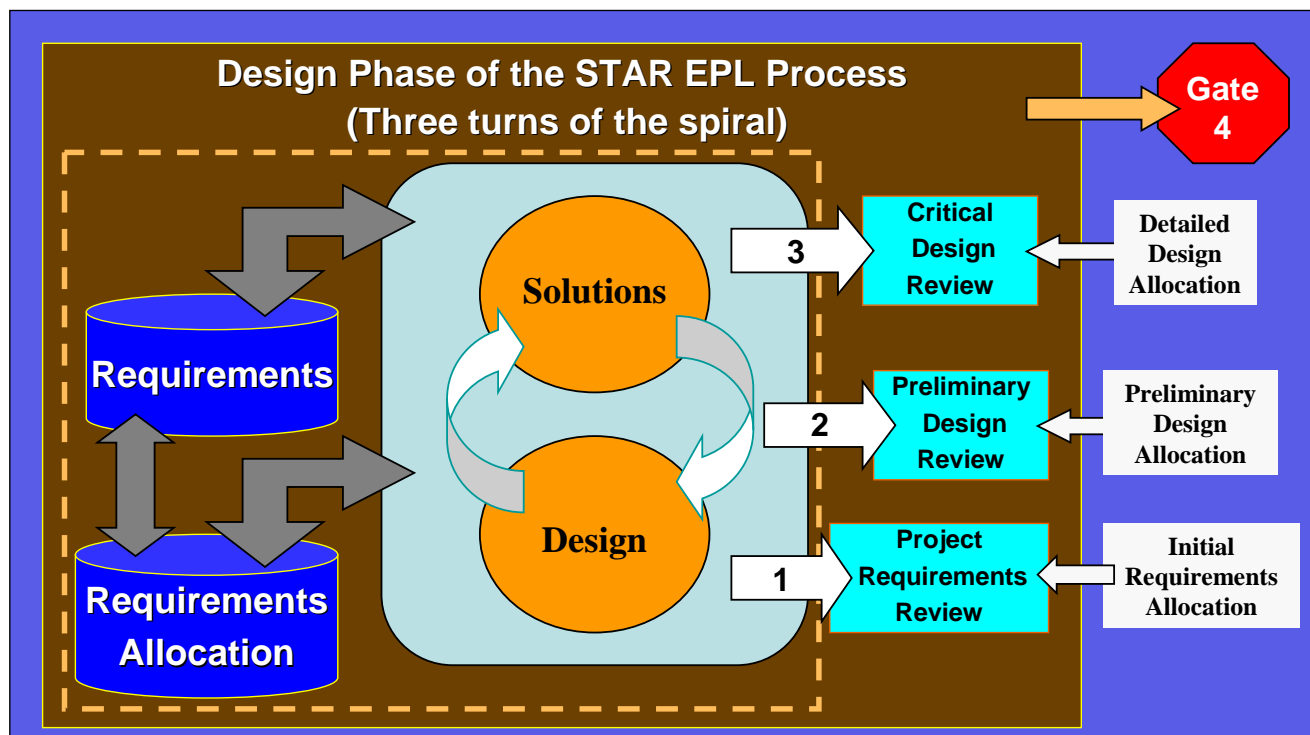 Design Phase of the STAR EPL Process
(Three turns of the spiral)
Gate
4
Solutions
Design
Requirements
Requirements
Allocation
3
Critical
Design
Review
Detailed
Design
Allocation
2
Preliminary
Design
Review
Preliminary
Design
Allocation
1
Project
Requirements
Review
Initial
Requirements
Allocation